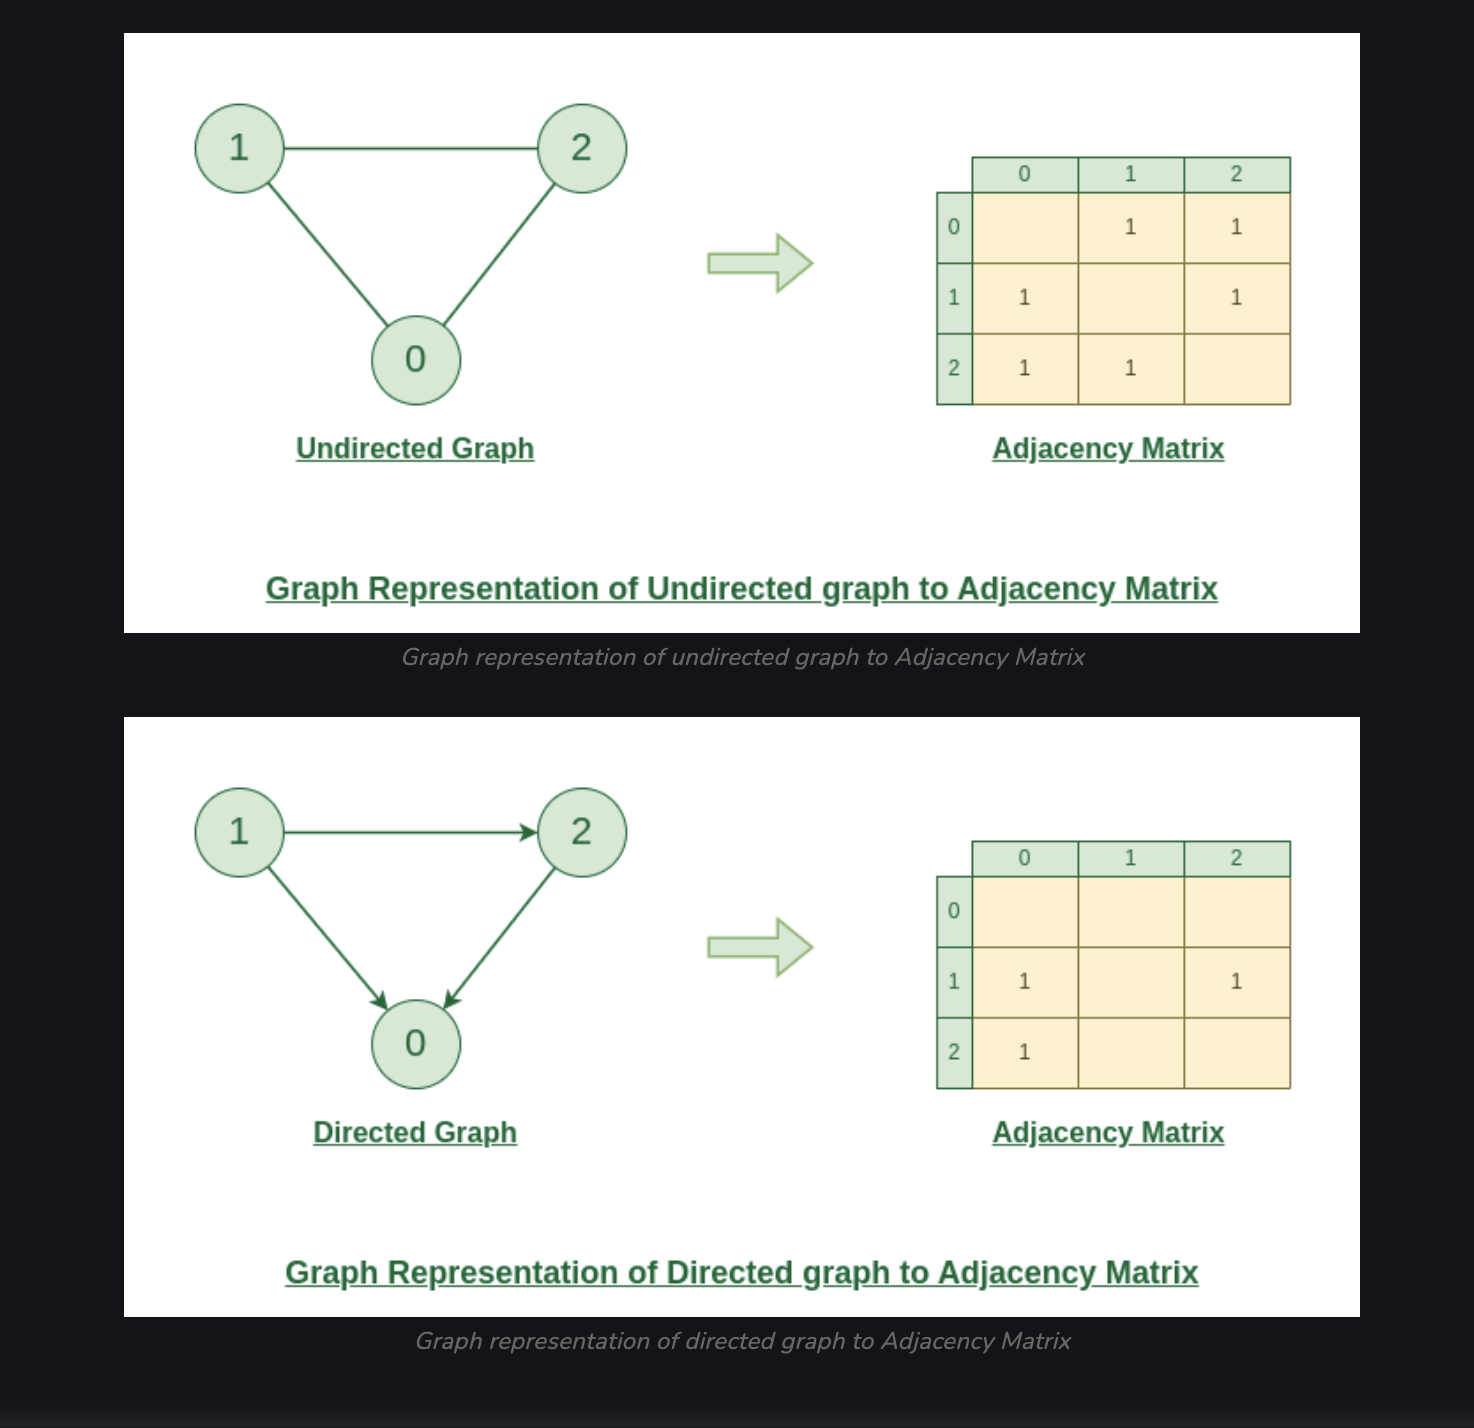 1
2
0
Undirected Graph
0 1 2
0 1 1
1 1 1
2 1 1
Adjacency Matrix
Graph Representation of Undirected graph to Adjacency Matrix
Graph representation of undirected graph to Adjacency Matrix
1
2
0
Directed Graph
0 1 2
0
1 1 1
2 1
Adjacency Matrix
Graph Representation of Directed graph to Adjacency Matrix
Graph representation of directed graph to Adjacency Matrix